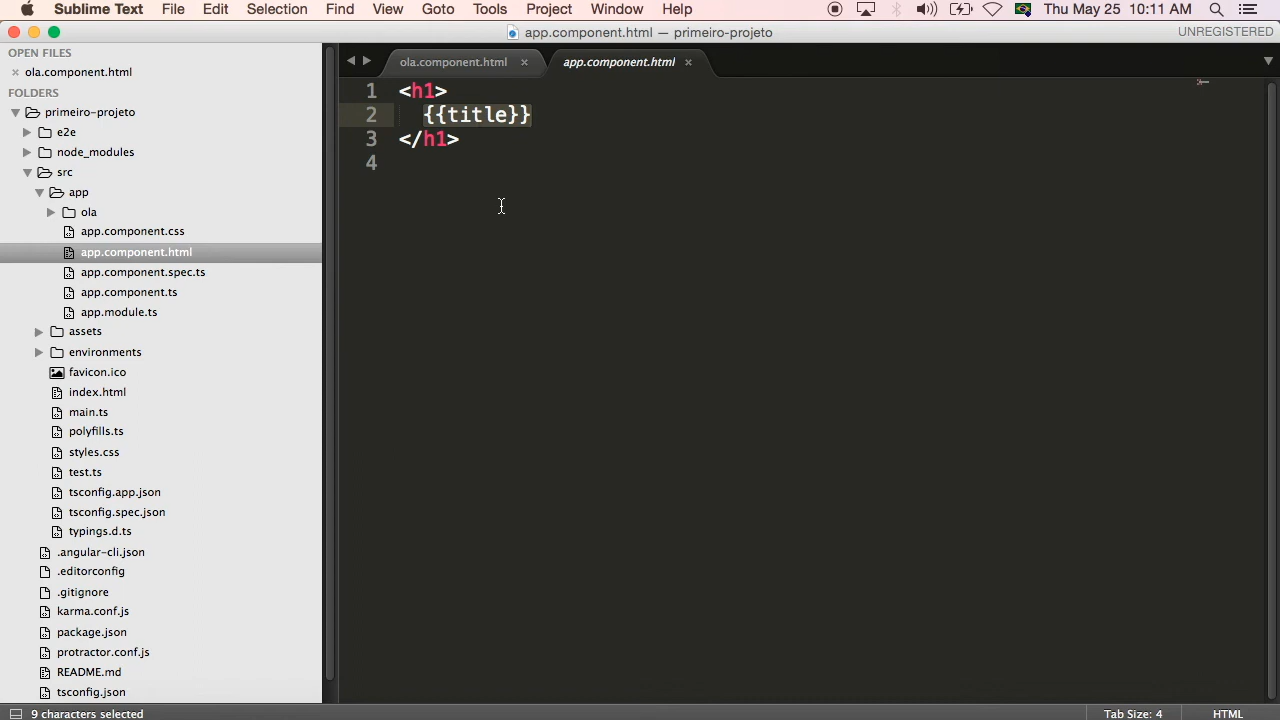 Sublime Text File Edit Selection Find View Goto Tools Project Window Help Thu May 25 10:11 AM
app.component.html — primeiro-projeto UNREGISTERED
OPEN FILES
ola.component.html
FOLDERS
primeiro-projeto
e2e
node_modules
src
app
ola
app.component.css
app.component.html
app.component.spec.ts
app.component.ts
app.module.ts
assets
environments
favicon.ico
index.html
main.ts
polyfills.ts
styles.css
test.ts
tsconfig.app.json
tsconfig.spec.json
typings.d.ts
.angular-cli.json
.editorconfig
.gitignore
karma.conf.js
package.json
protractor.conf.js
README.md
tsconfig.json
ola.component.html app.component.html
1 <h1>
2 {{title}}
3 </h1>
4
9 characters selected Tab Size: 4 HTML